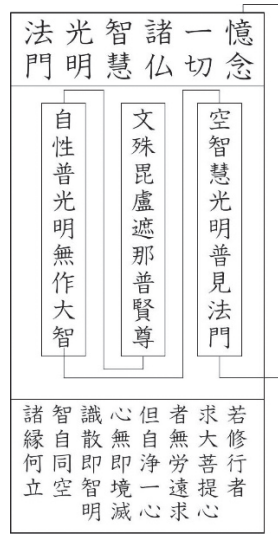 憶念
一切
諸仏
智慧
光明
法門
空智慧光明普見法門
文殊毘盧遮那普賢尊
自性普光明無作大智
若修行者
求大菩提心
者無労遠求
但自浄一心
心無即境滅
識散即智明
智自同空
諸縁何立